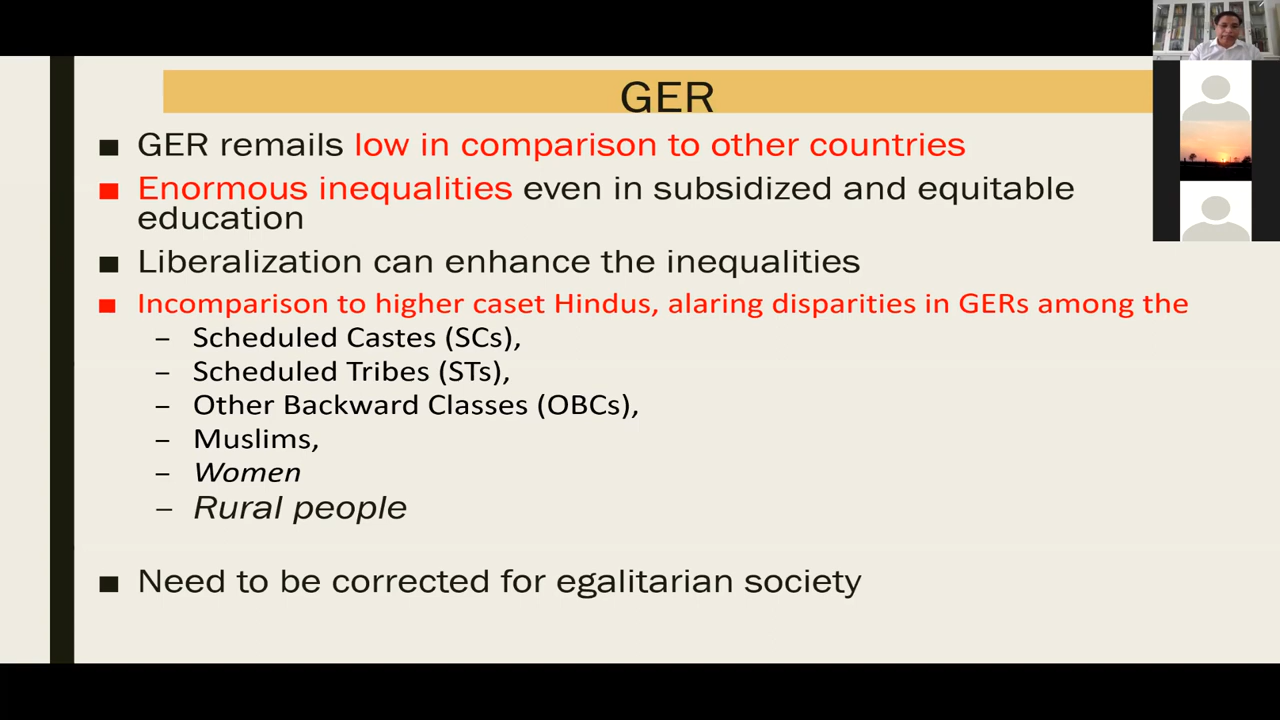 GER
■ GER remails low in comparison to other countries
■ Enormous inequalities even in subsidized and equitable
education
■ Liberalization can enhance the inequalities
■ Incomparison to higher caset Hindus, alaring disparities in GERs among the
– Scheduled Castes (SCs),
– Scheduled Tribes (STs),
– Other Backward Classes (OBCs),
– Muslims,
– Women
– Rural people
■ Need to be corrected for egalitarian society